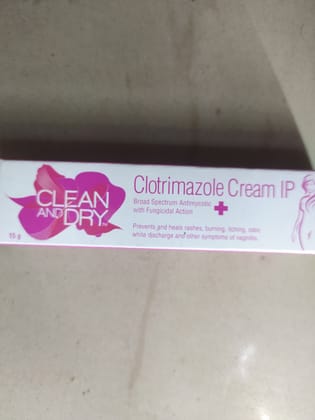 CLEAN
AND DRY
TM
15 g
Clotrimazole Cream IP
Broad Spectrum Antimycotic
with Fungicidal Action
Prevents and heals rashes, burning, itching, odor,
white discharge and other symptoms of vaginitis.